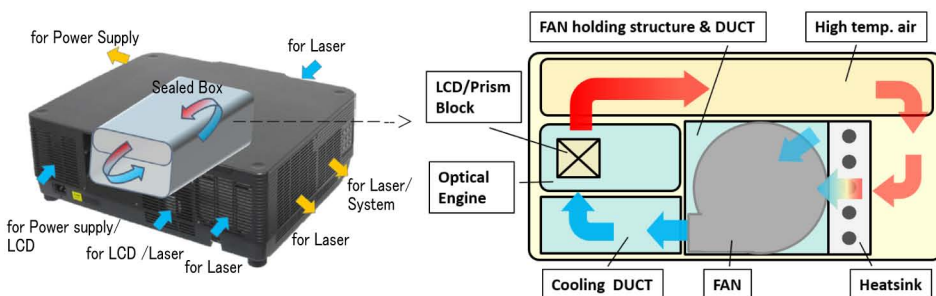 for Power Supply
for Laser
Sealed Box
for Laser/
System
for Power supply/
LCD
for LCD /Laser
for Laser
for Laser
FAN holding structure & DUCT
High temp. air
LCD/Prism
Block
Optical
Engine
Cooling DUCT
FAN
Heatsink